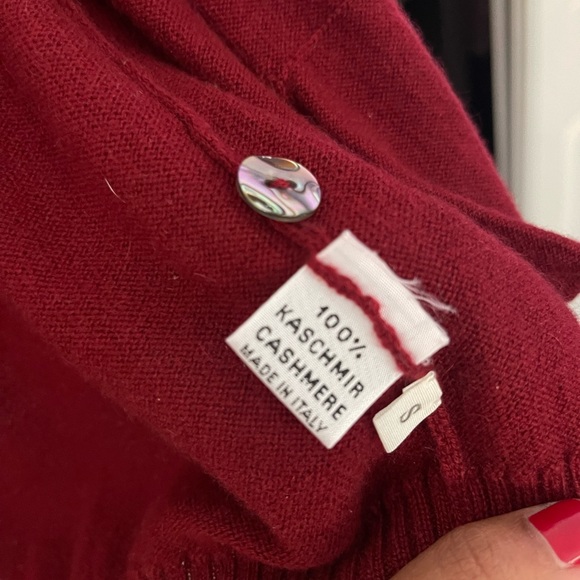 100%
KASCHMIR
CASHMERE
MADE IN ITALY
S